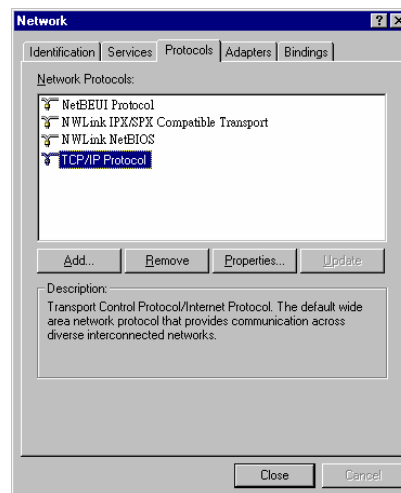 Network
Identification Services Protocols Adapters Bindings
Network Protocols:
NetBEUI Protocol
NWLink IPX/SPX Compatible Transport
NWLink NetBIOS
TCP/IP Protocol
Add... Remove Properties... Update
Description:
Transport Control Protocol/Internet Protocol. The default wide
area network protocol that provides communication across
diverse interconnected networks.
Close Cancel